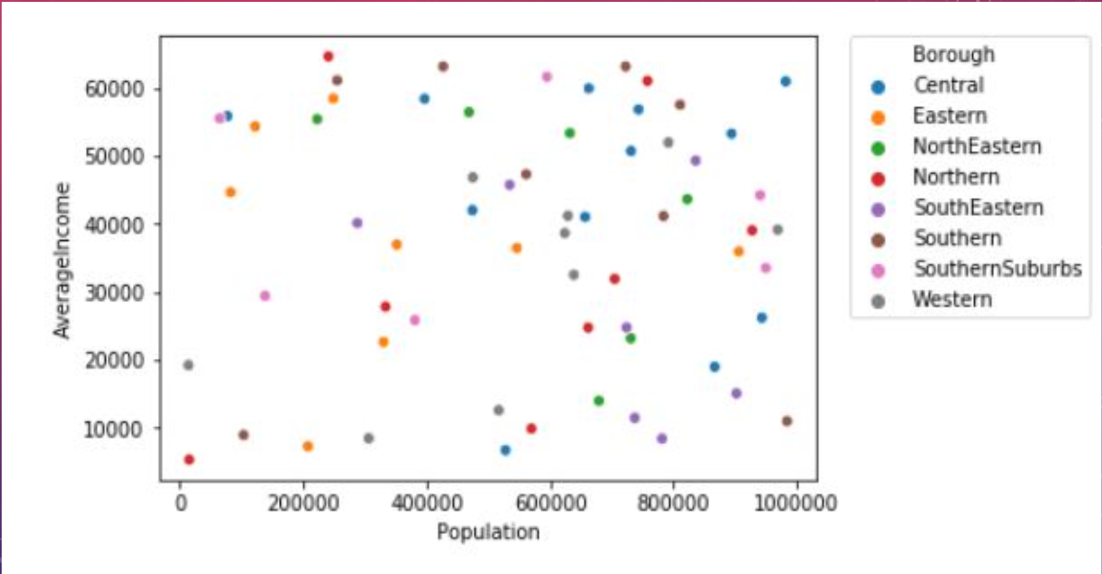 60000
50000
40000
30000
20000
10000
AverageIncome
0 200000 400000 600000 800000 1000000
Population
Borough
Central
Eastern
NorthEastern
Northern
SouthEastern
Southern
SouthernSuburbs
Western